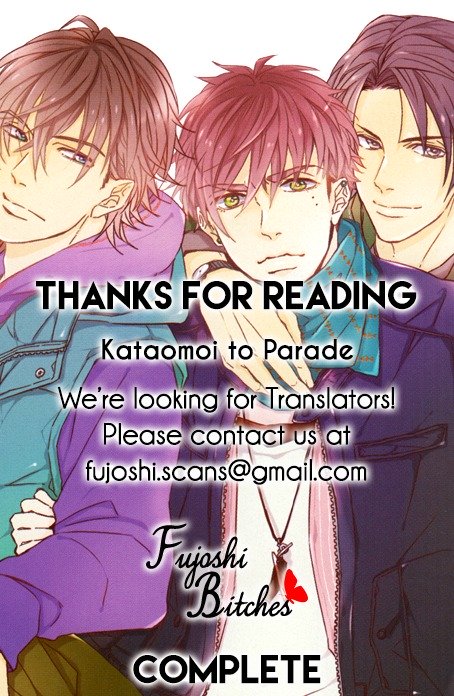 THANKS FOR READING
Kataomoi to Parade
We're looking for Translators!
Please contact us at
fujoshi.scans@gmail.com
Fujoshi
Bitches
COMPLETE